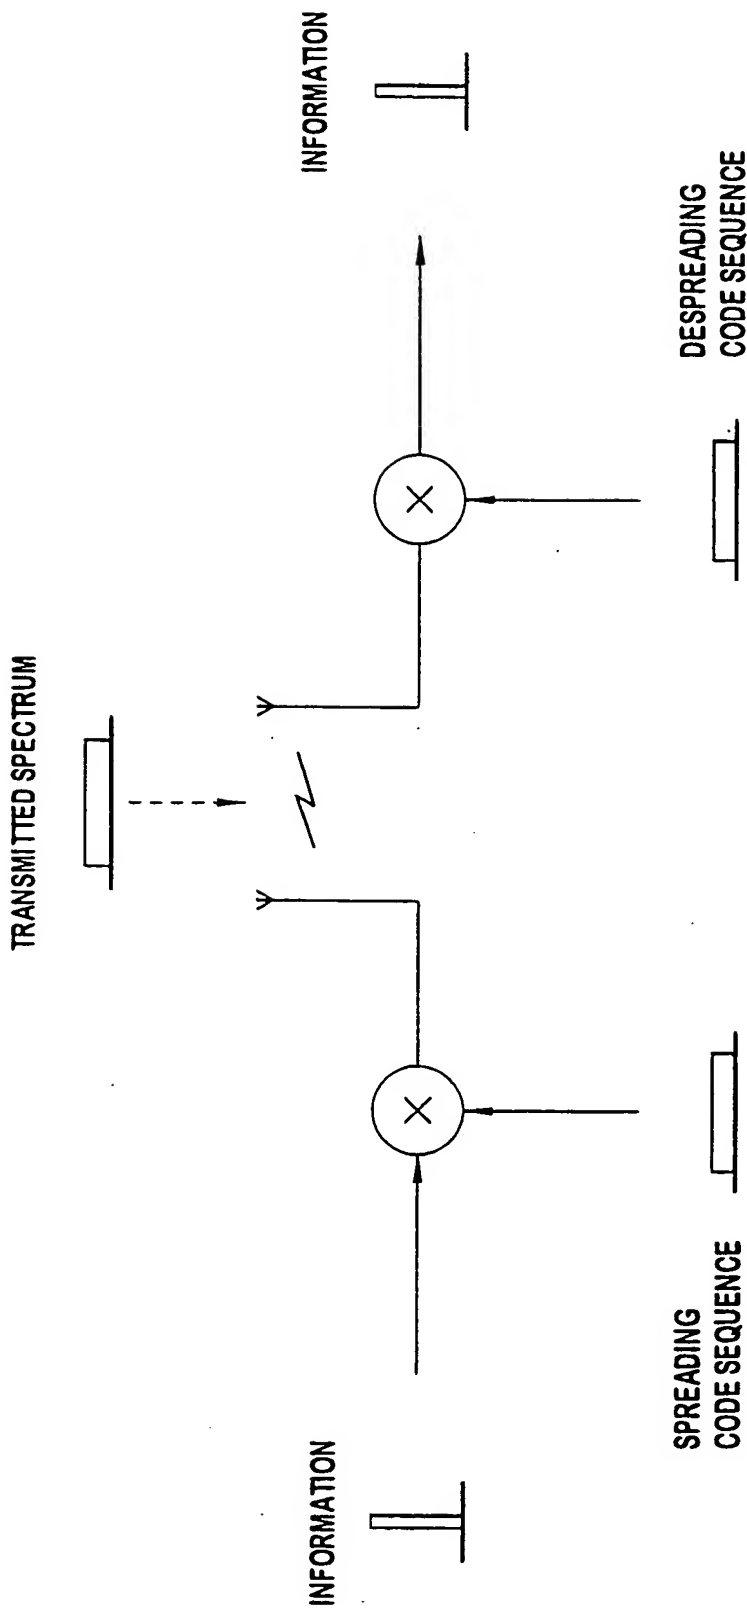 TRANSMITTED SPECTRUM
INFORMATION
INFORMATION
SPREADING
CODE SEQUENCE
DESPREADING
CODE SEQUENCE